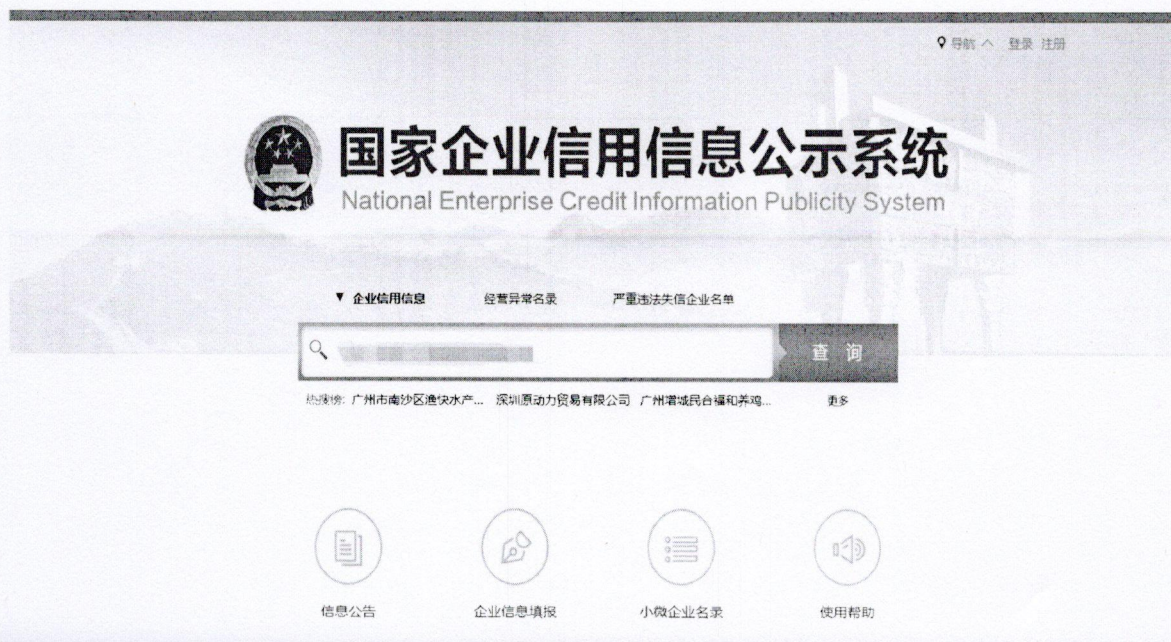 导航 登录 注册
国家企业信用信息公示系统
National Enterprise Credit Information Publicity System
▼ 企业信用信息 经营异常名录 严重违法失信企业名单
查询
热搜榜: 广州市南沙区渔快水产... 深圳原动力贸易有限公司 广州增城民合福和养鸡... 更多
信息公告 企业信息填报 小微企业名录 使用帮助